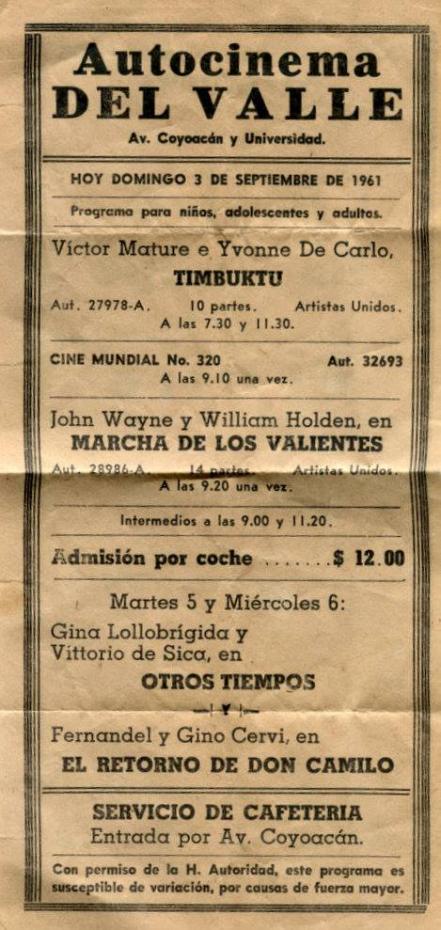 Autocinema
DEL VALLE
Av. Coyoacán y Universidad.
HOY DOMINGO 3 DE SEPTIEMBRE DE 1961
Programa para niños, adolescentes y adultos.
Víctor Mature e Yvonne De Carlo,
TIMBUKTU
Aut. 27978-A. 10 partes. Artistas Unidos.
A las 7.30 y 11.30.
CINE MUNDIAL No. 320 Aut. 32693
A las 9.10 una vez.
John Wayne y William Holden, en
MARCHA DE LOS VALIENTES
Aut. 28986-A. 14 partes. Artistas Unidos.
A las 9.20 una vez.
Intermedios a las 9.00 y 11.20.
Admisión por coche .......$ 12.00
Martes 5 y Miércoles 6:
Gina Lollobrígida y
Vittorio de Sica, en
OTROS TIEMPOS
Y
Fernandel y Gino Cervi, en
EL RETORNO DE DON CAMILO
SERVICIO DE CAFETERIA
Entrada por Av. Coyoacán.
Con permiso de la H. Autoridad, este programa es
susceptible de variación, por causas de fuerza mayor.